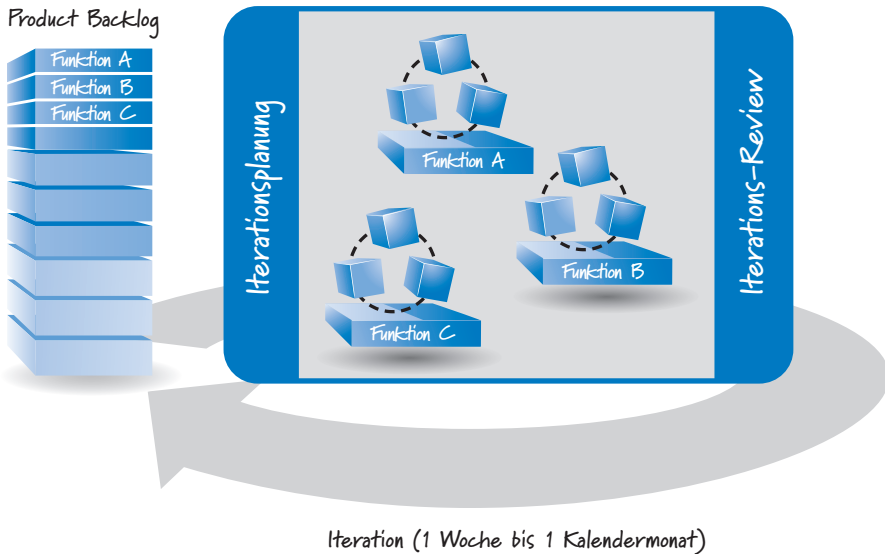 Product Backlog
Funktion A
Funktion B
Funktion C
Iterationsplanung
Funktion A
Funktion B
Funktion C
Iterations-Review
Iteration (1 Woche bis 1 Kalendermonat)